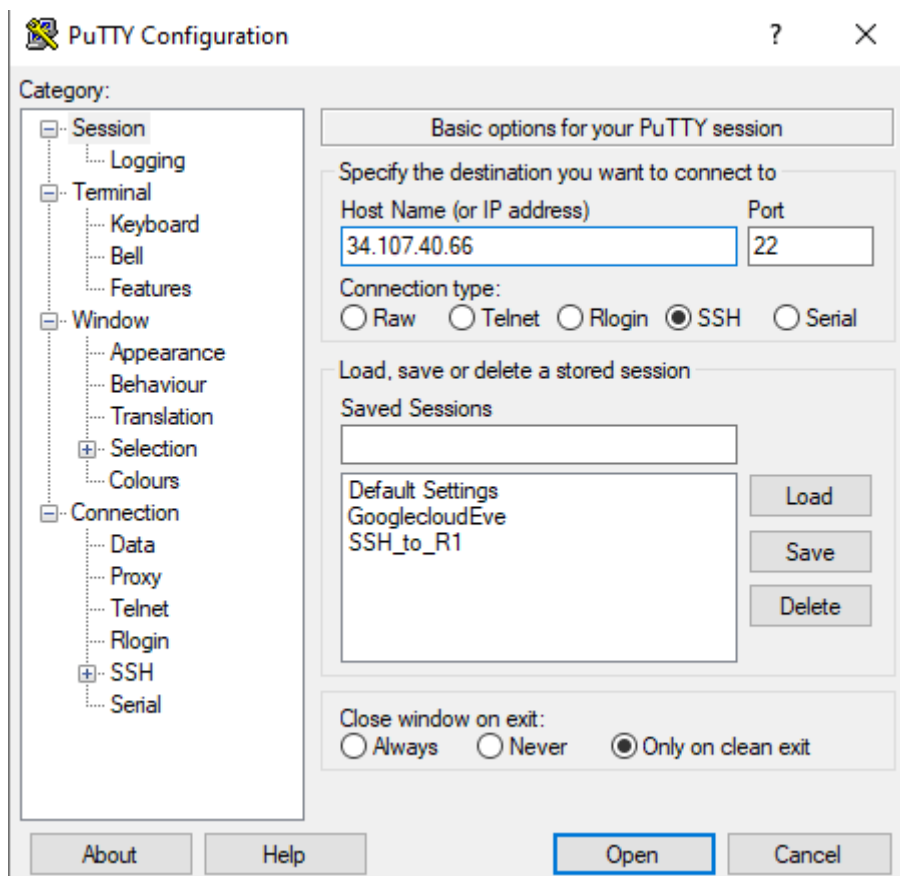 PuTTY Configuration
?
Category:
Session
Logging
Terminal
Keyboard
Bell
Features
Window
Appearance
Behaviour
Translation
Selection
Colours
Connection
Data
Proxy
Telnet
Rlogin
SSH
Serial
Basic options for your PuTTY session
Specify the destination you want to connect to
Host Name (or IP address) Port
34.107.40.66 22
Connection type:
Raw Telnet Rlogin SSH Serial
Load, save or delete a stored session
Saved Sessions
Default Settings
GooglecloudEve
SSH_to_R1
Load
Save
Delete
Close window on exit:
Always Never Only on clean exit
About Help Open Cancel